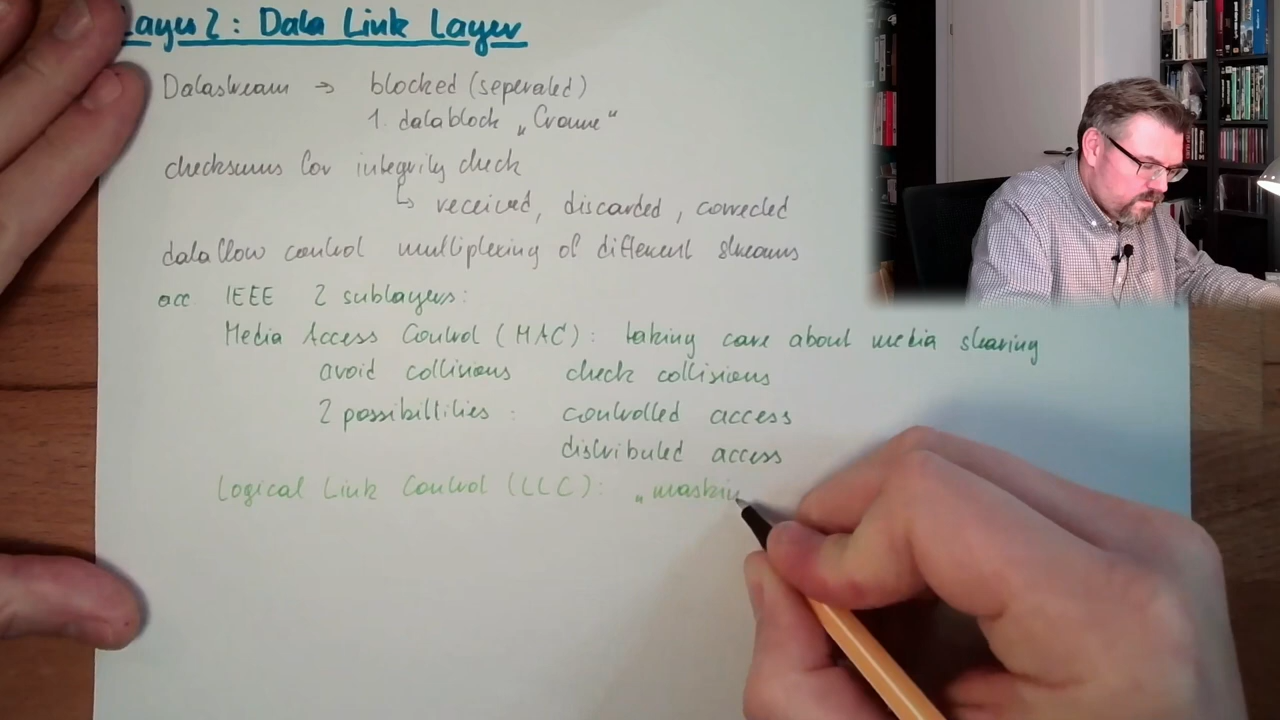 Layer 2: Data Link Layer
Datastream → blocked (seperated)
1. datablock „Frame“
checksums for integrity check
↳ received, discarded, corrected
dataflow control multiplexing of different streams
acc IEEE 2 sublayers:
Media Access Control (MAC): taking care about media sharing
avoid collisions check collisions
2 possibiltilies : controlled access
distributed access
Logical Link Control (LLC): „maskin